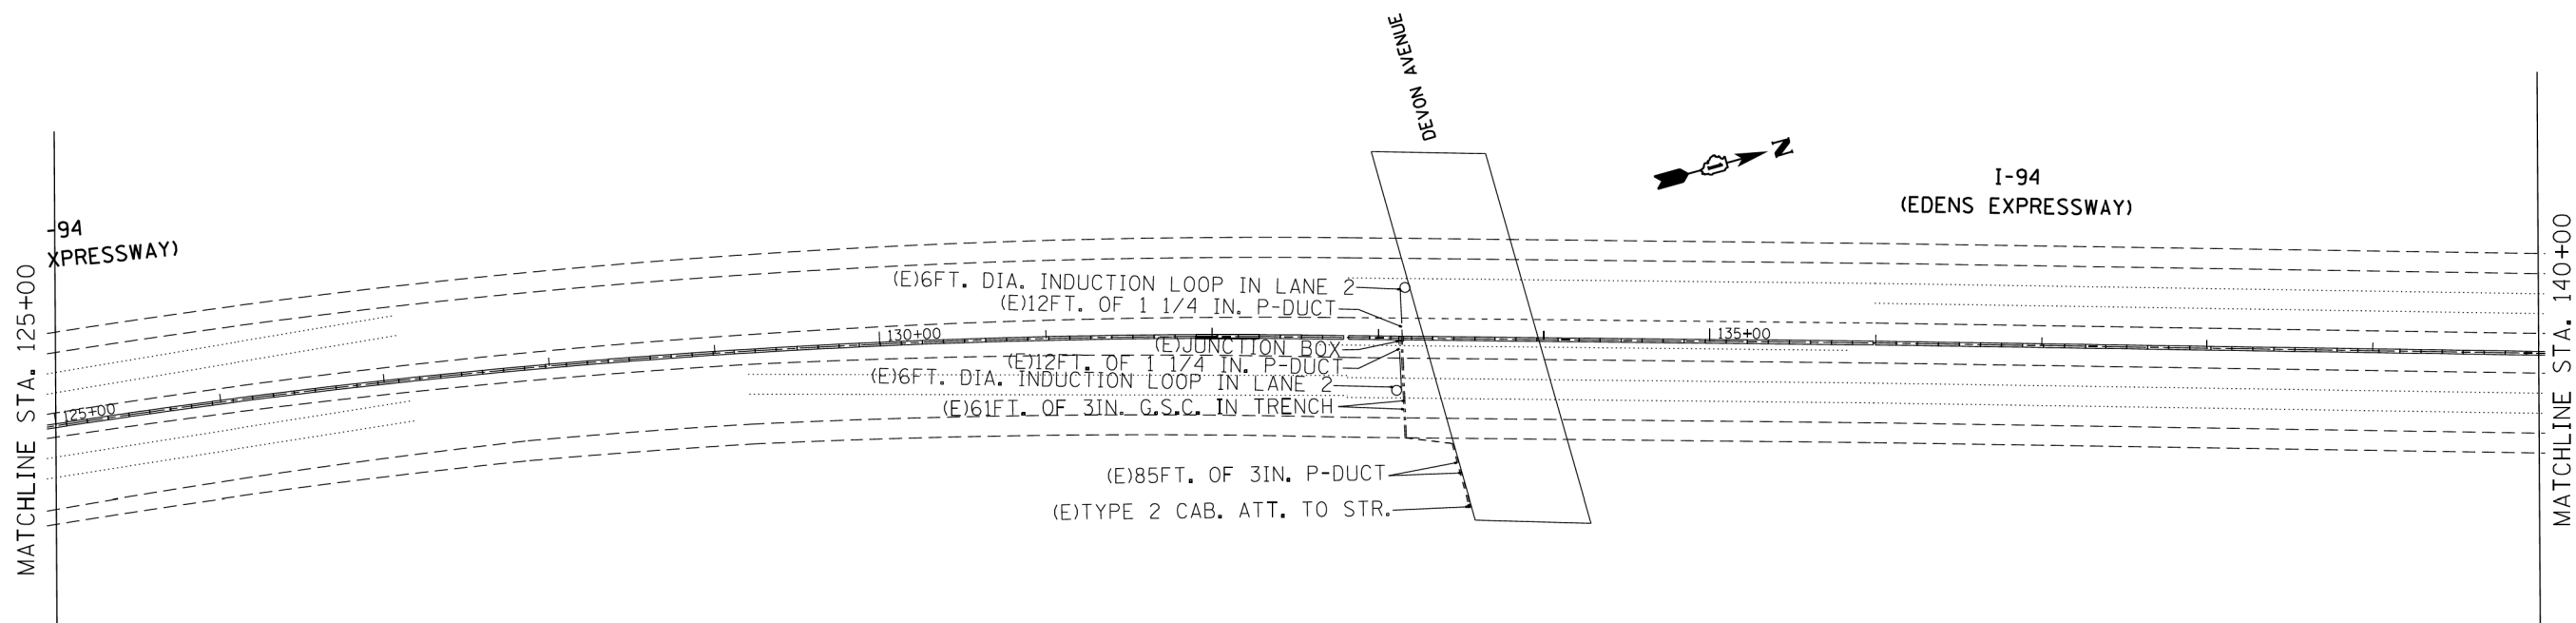 DEVON AVENUE
N
I-94
(EDENS EXPRESSWAY)
-94
XPRESSWAY)
MATCHLINE STA. 125+00
MATCHLINE STA. 140+00
(E)6FT. DIA. INDUCTION LOOP IN LANE 2
(E)12FT. OF 1 1/4 IN. P-DUCT
125+00
130+00
135+00
(E)JUNCTION BOX
(E)12FT. OF 1 1/4 IN. P-DUCT
(E)6FT. DIA. INDUCTION LOOP IN LANE 2
(E)61FT. OF 3IN. G.S.C. IN TRENCH
(E)85FT. OF 3IN. P-DUCT
(E)TYPE 2 CAB. ATT. TO STR.